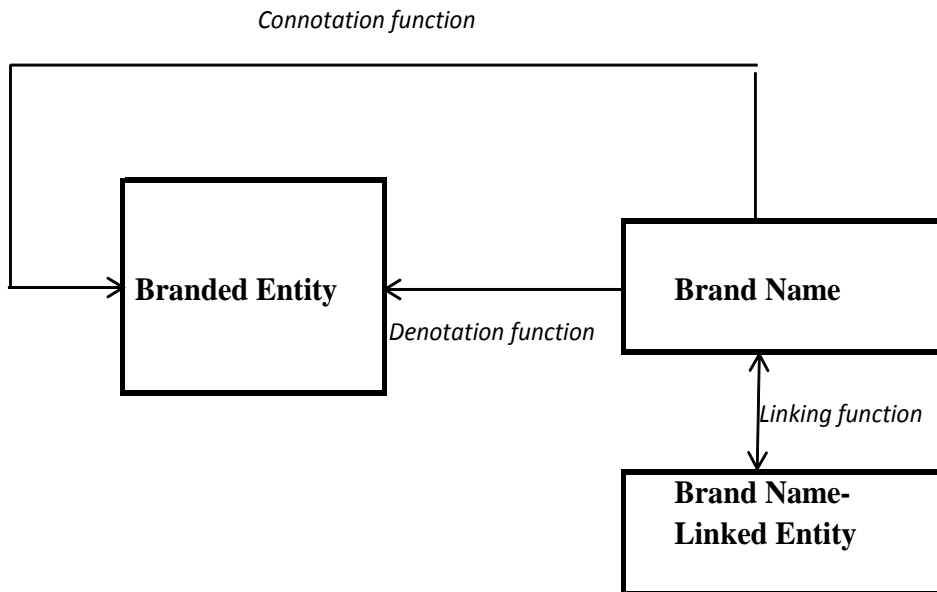 Connotation function
Branded Entity
Brand Name
Denotation function
Linking function
Brand Name-
Linked Entity